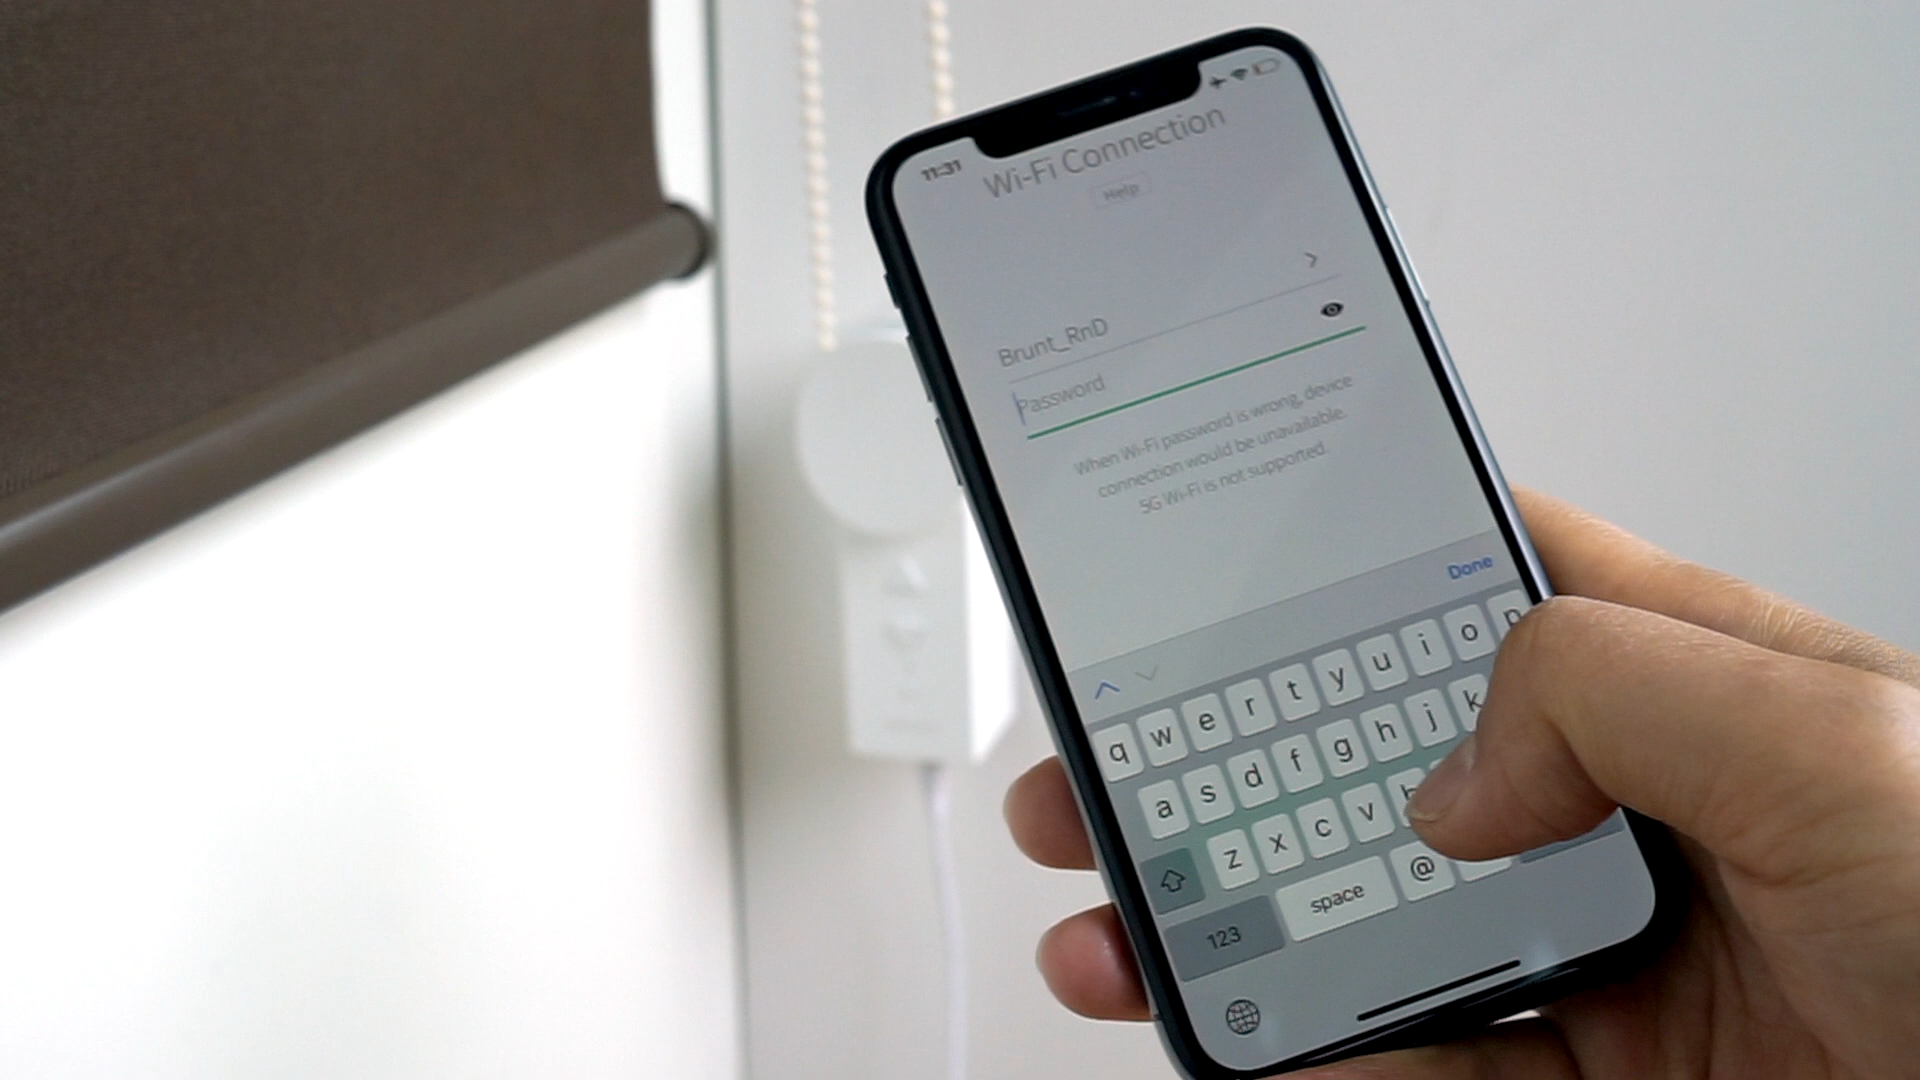 11:31
Wi-Fi Connection
Help
Brunt_RnD
Password
When Wi-Fi password is wrong, device
connection would be unavailable.
5G Wi-Fi is not supported.
Done
q w e r t y u i o p
a s d f g h j k
z x c v b
123 space @